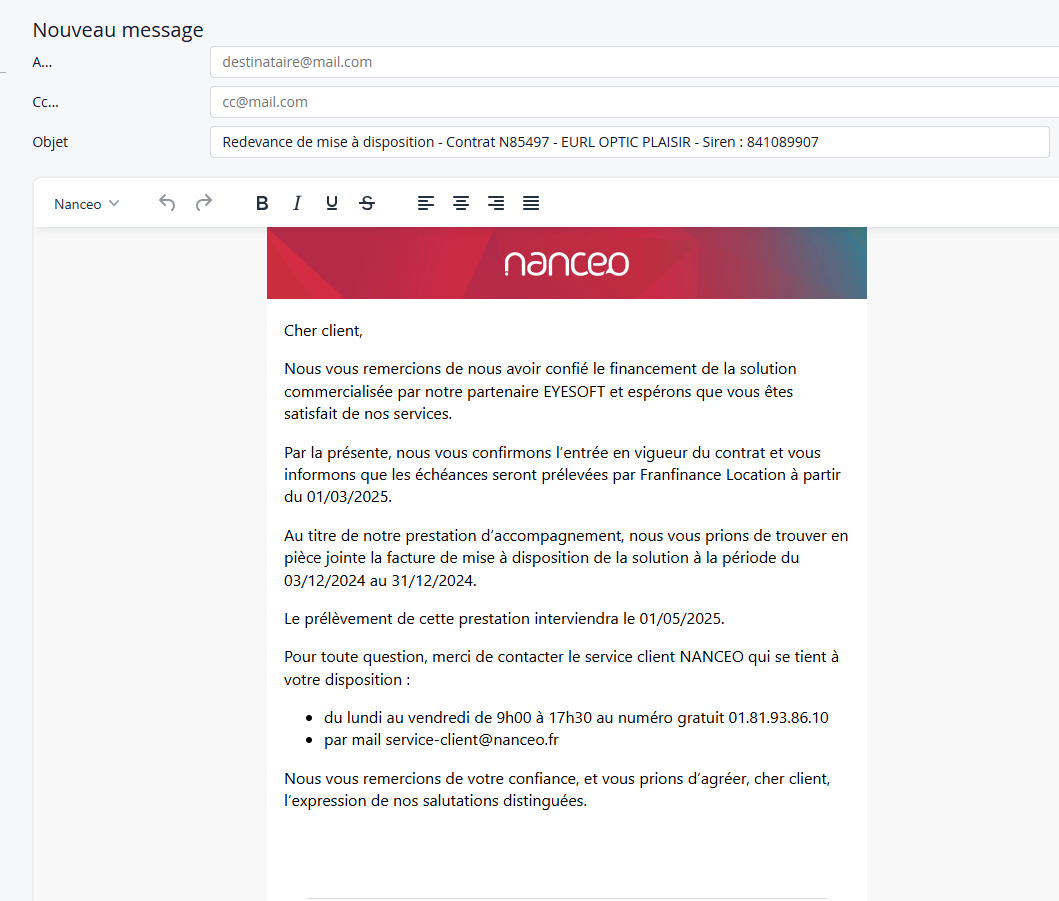 Nouveau message
A...
destinataire@mail.com
Cc...
cc@mail.com
Objet
Redevance de mise à disposition - Contrat N85497 - EURL OPTIC PLAISIR - Siren : 841089907
Nanceo
B I U S
nanceo
Cher client,
Nous vous remercions de nous avoir confié le financement de la solution
commercialisée par notre partenaire EYESOFT et espérons que vous êtes
satisfait de nos services.
Par la présente, nous vous confirmons l'entrée en vigueur du contrat et vous
informons que les échéances seront prélevées par Franfinance Location à partir
du 01/03/2025.
Au titre de notre prestation d'accompagnement, nous vous prions de trouver en
pièce jointe la facture de mise à disposition de la solution à la période du
03/12/2024 au 31/12/2024.
Le prélèvement de cette prestation interviendra le 01/05/2025.
Pour toute question, merci de contacter le service client NANCEO qui se tient à
votre disposition :
• du lundi au vendredi de 9h00 à 17h30 au numéro gratuit 01.81.93.86.10
• par mail service-client@nanceo.fr
Nous vous remercions de votre confiance, et vous prions d'agréer, cher client,
l'expression de nos salutations distinguées.